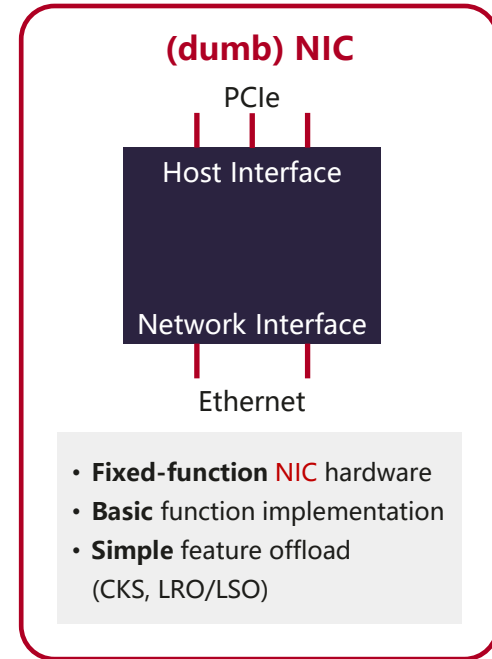 (dumb) NIC
PCIe
Host Interface
Network Interface
Ethernet
• Fixed-function NIC hardware
• Basic function implementation
• Simple feature offload
(CKS, LRO/LSO)